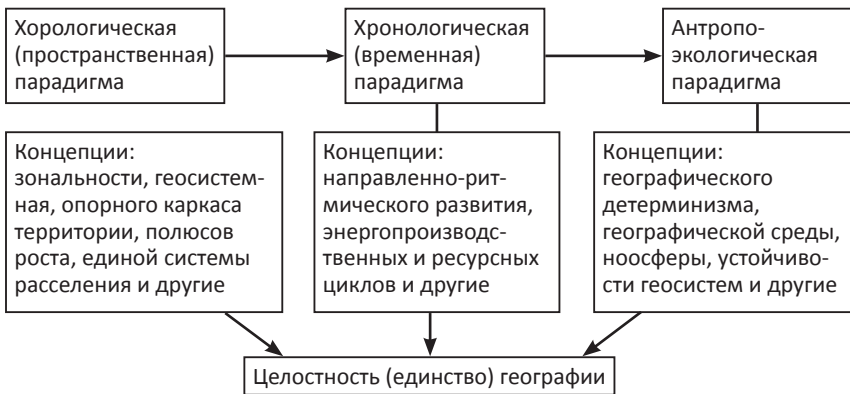 Хорологическая
(пространственная)
парадигма
Хронологическая
(временная)
парадигма
Антропо-
экологическая
парадигма
Концепции:
зональности, геосистем-
ная, опорного каркаса
территории, полюсов
роста, единой системы
расселения и другие
Концепции:
направленно-рит-
мического развития,
энергопроизводс-
твенных и ресурсных
циклов и другие
Концепции:
географического
детерминизма,
географической среды,
ноосферы, устойчиво-
сти геосистем и другие
Целостность (единство) географии